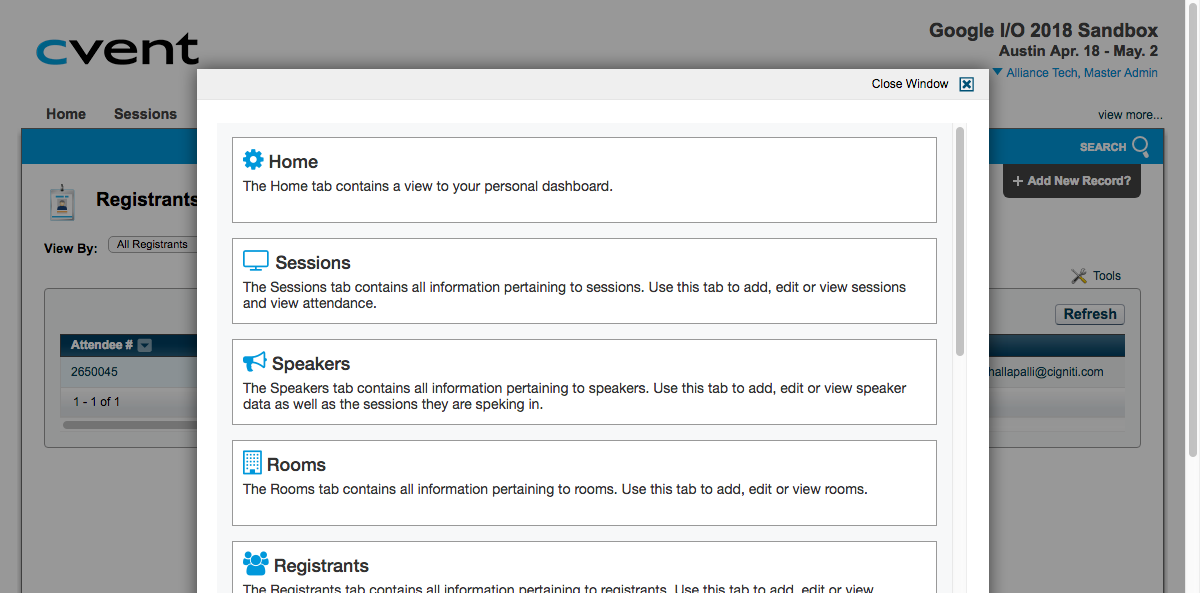 cvent
Google I/O 2018 Sandbox
Austin Apr. 18 - May. 2
Alliance Tech, Master Admin
Close Window
Home Sessions
view more...
SEARCH
+ Add New Record?
Registrants
View By: All Registrants
Tools
Refresh
Attendee #
2650045
hallapalli@cigniti.com
1 - 1 of 1
Home
The Home tab contains a view to your personal dashboard.
Sessions
The Sessions tab contains all information pertaining to sessions. Use this tab to add, edit or view sessions
and view attendance.
Speakers
The Speakers tab contains all information pertaining to speakers. Use this tab to add, edit or view speaker
data as well as the sessions they are speking in.
Rooms
The Rooms tab contains all information pertaining to rooms. Use this tab to add, edit or view rooms.
Registrants
The Registrants tab contains all information pertaining to registrants. Use this tab to add, edit or view